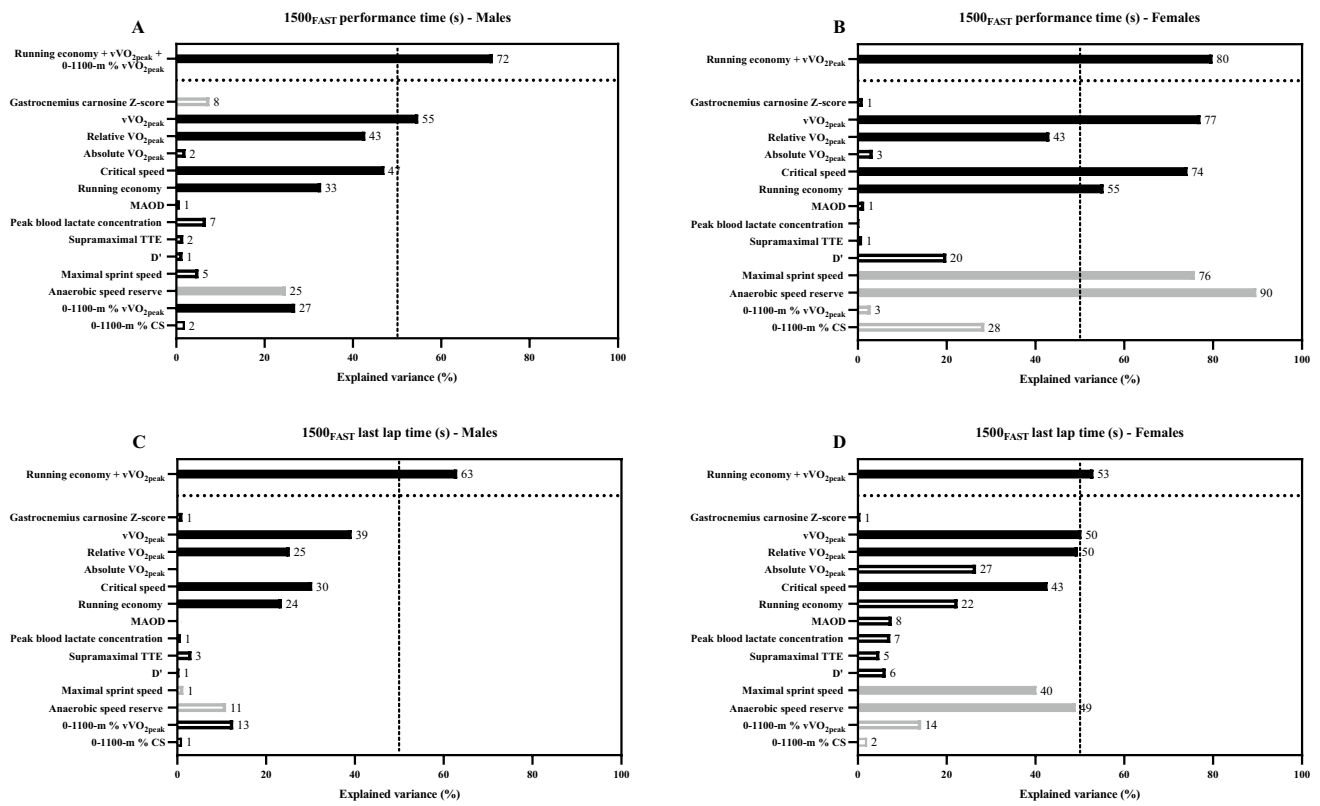 A
1500FAST performance time (s) - Males
Running economy + vVO2peak +
0-1100-m % vVO2peak
72
Gastrocnemius carnosine Z-score
8
vVO2peak
55
Relative VO2peak
43
Absolute VO2peak
2
Critical speed
47
Running economy
33
MAOD
1
Peak blood lactate concentration
7
Supramaximal TTE
2
D'
1
Maximal sprint speed
5
Anaerobic speed reserve
25
0-1100-m % vVO2peak
27
0-1100-m % CS
2
0 20 40 60 80 100
Explained variance (%)
B
1500FAST performance time (s) - Females
Running economy + vVO2Peak
80
Gastrocnemius carnosine Z-score
1
vVO2peak
77
Relative VO2peak
43
Absolute VO2peak
3
Critical speed
74
Running economy
55
MAOD
1
Peak blood lactate concentration
Supramaximal TTE
1
D'
20
Maximal sprint speed
76
Anaerobic speed reserve
90
0-1100-m % vVO2peak
3
0-1100-m % CS
28
0 20 40 60 80 100
Explained variance (%)
C
1500FAST last lap time (s) - Males
Running economy + vVO2peak
63
Gastrocnemius carnosine Z-score
1
vVO2peak
39
Relative VO2peak
25
Absolute VO2peak
Critical speed
30
Running economy
24
MAOD
Peak blood lactate concentration
1
Supramaximal TTE
3
D'
1
Maximal sprint speed
1
Anaerobic speed reserve
11
0-1100-m % vVO2peak
13
0-1100-m % CS
1
0 20 40 60 80 100
Explained variance (%)
D
1500FAST last lap time (s) - Females
Running economy + vVO2peak
53
Gastrocnemius carnosine Z-score
1
vVO2peak
50
Relative VO2peak
50
Absolute VO2peak
27
Critical speed
43
Running economy
22
MAOD
8
Peak blood lactate concentration
7
Supramaximal TTE
5
D'
6
Maximal sprint speed
40
Anaerobic speed reserve
49
0-1100-m % vVO2peak
14
0-1100-m % CS
2
0 20 40 60 80 100
Explained variance (%)